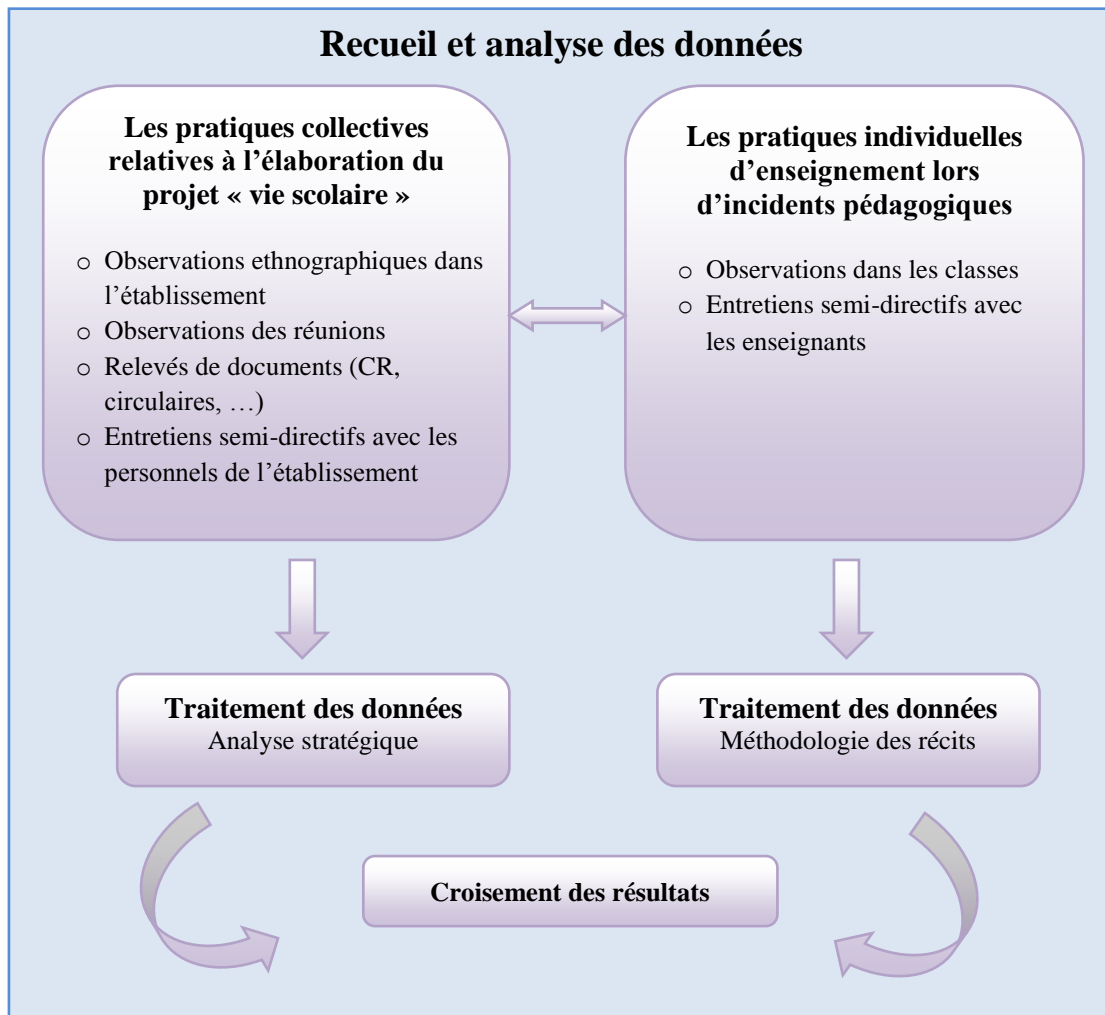 Recueil et analyse des données
Les pratiques collectives
relatives à l’élaboration du
projet « vie scolaire »
o Observations ethnographiques dans
l’établissement
o Observations des réunions
o Relevés de documents (CR,
circulaires, …)
o Entretiens semi-directifs avec les
personnels de l’établissement
Les pratiques individuelles
d’enseignement lors
d’incidents pédagogiques
o Observations dans les classes
o Entretiens semi-directifs avec
les enseignants
Traitement des données
Analyse stratégique
Traitement des données
Méthodologie des récits
Croisement des résultats